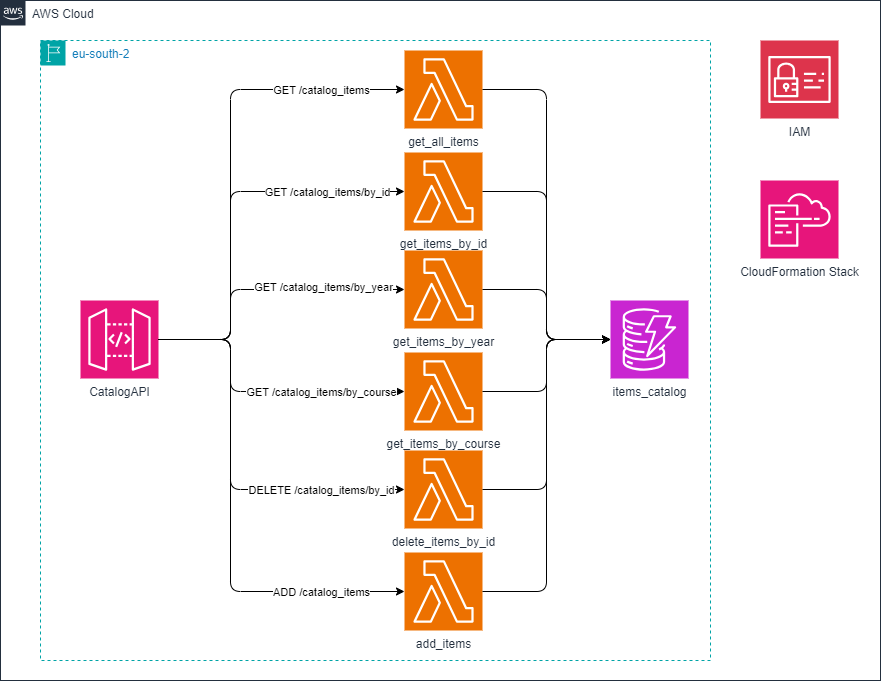 aws
AWS Cloud
eu-south-2
GET /catalog_items
get_all_items
IAM
GET /catalog_items/by_id
get_items_by_id
CloudFormation Stack
GET /catalog_items/by_year
get_items_by_year
CatalogAPI
</>
items_catalog
GET /catalog_items/by_course
get_items_by_course
DELETE /catalog_items/by_id
delete_items_by_id
ADD /catalog_items
add_items